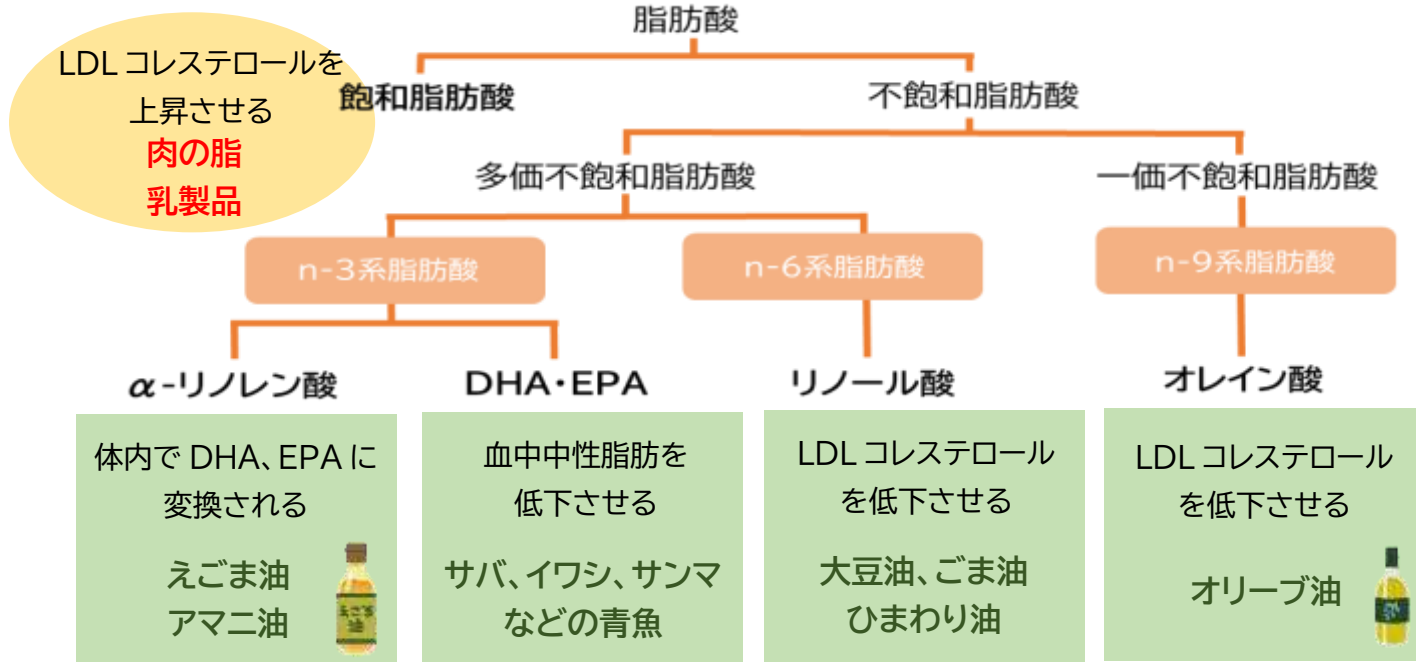 脂肪酸
LDLコレステロールを
上昇させる
肉の脂
乳製品
飽和脂肪酸
不飽和脂肪酸
多価不飽和脂肪酸
一価不飽和脂肪酸
n-3系脂肪酸
n-6系脂肪酸
n-9系脂肪酸
α-リノレン酸
DHA・EPA
リノール酸
オレイン酸
体内でDHA、EPAに
変換される
えごま油
アマニ油
えごま
油
血中中性脂肪を
低下させる
サバ、イワシ、サンマ
などの青魚
LDLコレステロール
を低下させる
大豆油、ごま油
ひまわり油
LDLコレステロール
を低下させる
オリーブ油